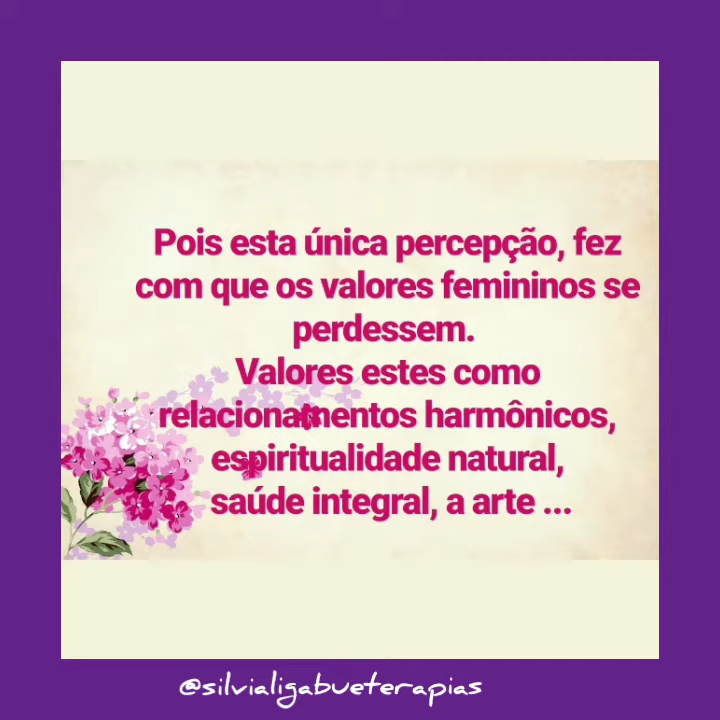 Pois esta única percepção, fez
com que os valores femininos se
perdessem.
Valores estes como
relacionamentos harmônicos,
espiritualidade natural,
saúde integral, a arte ...
@silvialigabueterapias